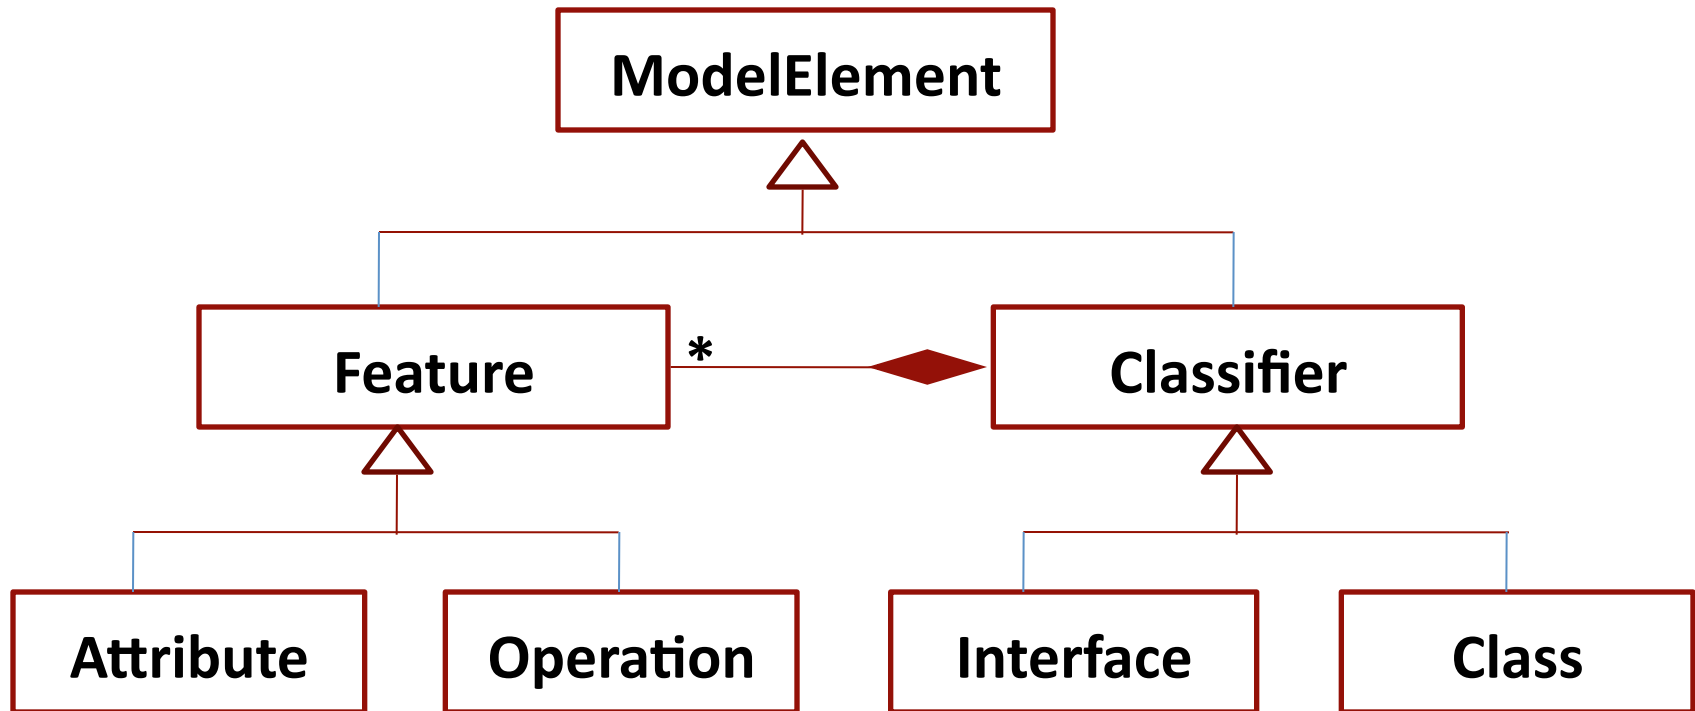 ModelElement
Feature
*
Classifier
Attribute
Operation
Interface
Class